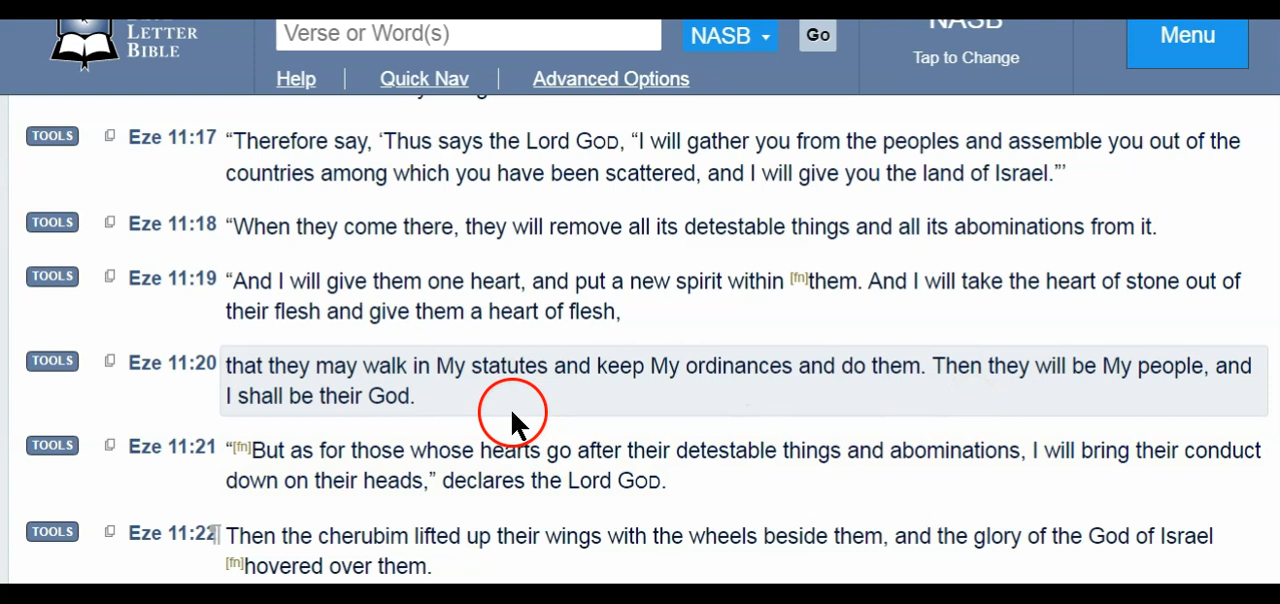 LETTER
BIBLE
Verse or Word(s)
NASB
Go
NASB
Tap to Change
Menu
Help | Quick Nav | Advanced Options
TOOLS Eze 11:17 “Therefore say, ‘Thus says the Lord GOD, “I will gather you from the peoples and assemble you out of the
countries among which you have been scattered, and I will give you the land of Israel.”’
TOOLS Eze 11:18 “When they come there, they will remove all its detestable things and all its abominations from it.
TOOLS Eze 11:19 “And I will give them one heart, and put a new spirit within [fn]them. And I will take the heart of stone out of
their flesh and give them a heart of flesh,
TOOLS Eze 11:20 that they may walk in My statutes and keep My ordinances and do them. Then they will be My people, and
I shall be their God.
TOOLS Eze 11:21 “[fn]But as for those whose hearts go after their detestable things and abominations, I will bring their conduct
down on their heads,” declares the Lord GOD.
TOOLS Eze 11:22 ¶ Then the cherubim lifted up their wings with the wheels beside them, and the glory of the God of Israel
[fn]hovered over them.